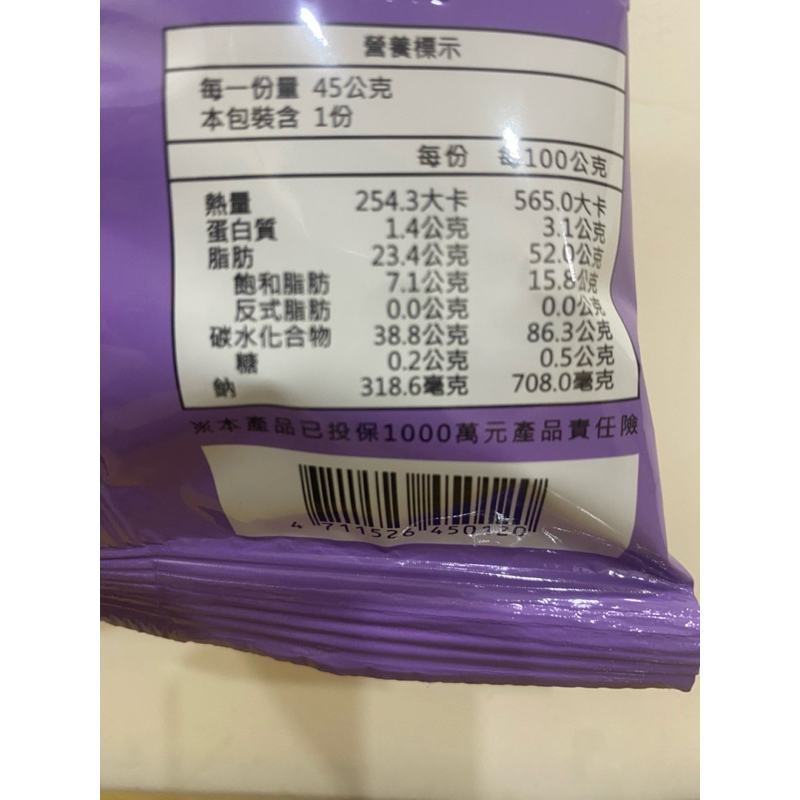 營養標示
每一份量 45公克
本包裝含 1份
每份 每100公克
熱量 254.3大卡 565.0大卡
蛋白質 1.4公克 3.1公克
脂肪 23.4公克 52.0公克
飽和脂肪 7.1公克 15.8公克
反式脂肪 0.0公克 0.0公克
碳水化合物 38.8公克 86.3公克
糖 0.2公克 0.5公克
鈉 318.6毫克 708.0毫克
※本產品已投保1000萬元產品責任險
4 711526